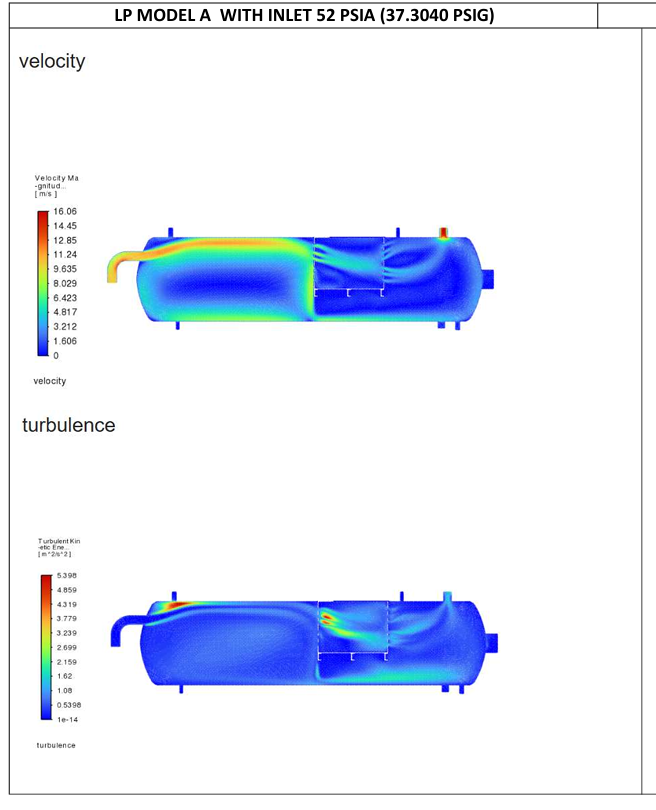 LP MODEL A WITH INLET 52 PSIA (37.3040 PSIG)
velocity
Velocity Ma
-gnitud...
[ m/s ]
16.06
14.45
12.85
11.24
9.635
8.029
6.423
4.817
3.212
1.606
0
velocity
turbulence
Turbulent Kin
-etic Ene...
[ m^2/s^2 ]
5.398
4.859
4.319
3.779
3.239
2.699
2.159
1.62
1.08
0.5398
1e-14
turbulence